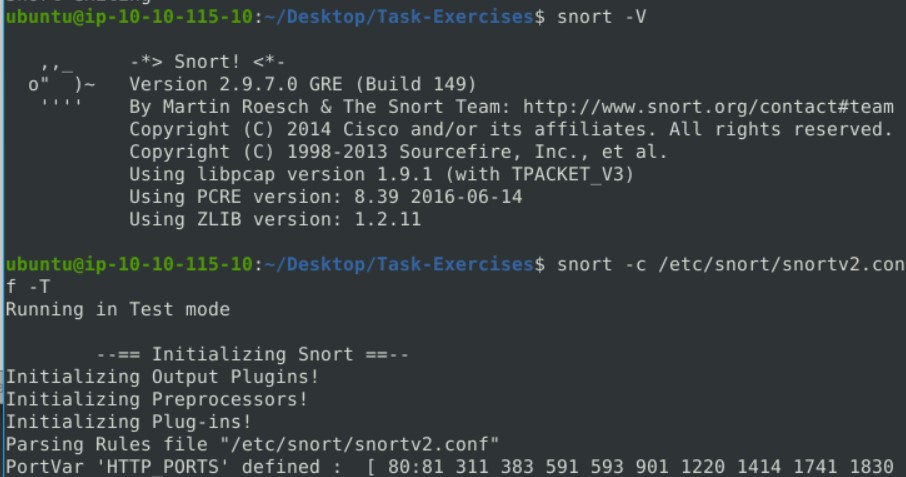 ubuntu@ip-10-10-115-10:~/Desktop/Task-Exercises$ snort -V
,,_ -*> Snort! <*-
o" )~ Version 2.9.7.0 GRE (Build 149)
'''' By Martin Roesch & The Snort Team: http://www.snort.org/contact#team
Copyright (C) 2014 Cisco and/or its affiliates. All rights reserved.
Copyright (C) 1998-2013 Sourcefire, Inc., et al.
Using libpcap version 1.9.1 (with TPACKET_V3)
Using PCRE version: 8.39 2016-06-14
Using ZLIB version: 1.2.11
ubuntu@ip-10-10-115-10:~/Desktop/Task-Exercises$ snort -c /etc/snort/snortv2.con
f -T
Running in Test mode
--== Initializing Snort ==--
Initializing Output Plugins!
Initializing Preprocessors!
Initializing Plug-ins!
Parsing Rules file "/etc/snort/snortv2.conf"
PortVar 'HTTP_PORTS' defined : [ 80:81 311 383 591 593 901 1220 1414 1741 1830